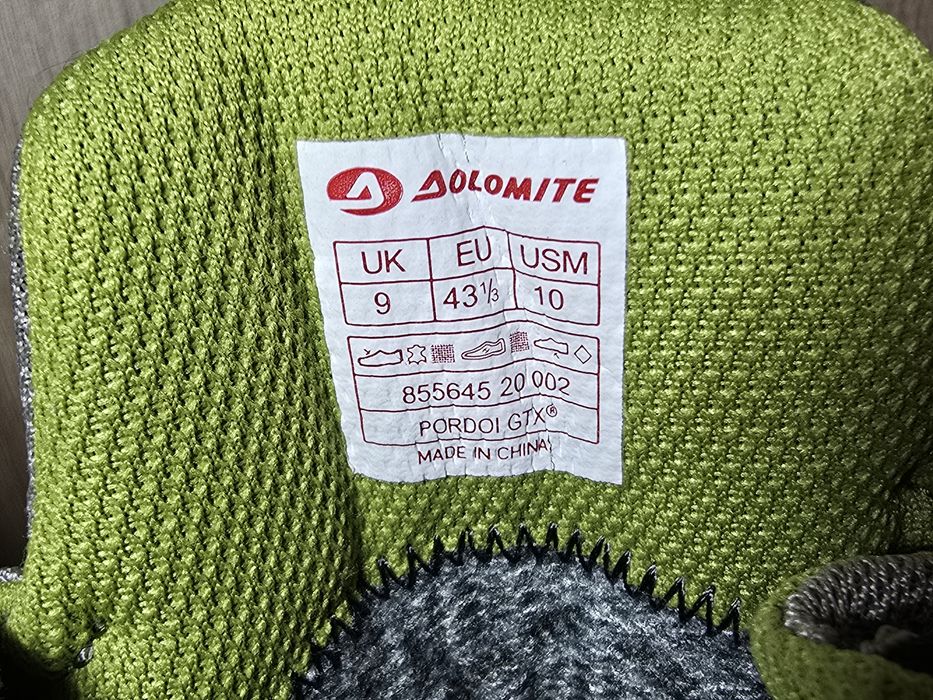 DOLOMITE
UK EU USM
9 43⅓ 10
855645 20 002
PORDOI GTX®
MADE IN CHINA